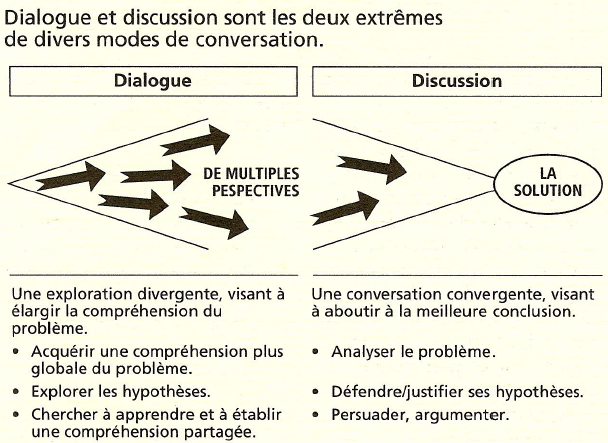 Dialogue et discussion sont les deux extrêmes
de divers modes de conversation.
Dialogue
DE MULTIPLES
PESPECTIVES
Une exploration divergente, visant à
élargir la compréhension du
problème.
• Acquérir une compréhension plus
globale du problème.
• Explorer les hypothèses.
• Chercher à apprendre et à établir
une compréhension partagée.
Discussion
LA
SOLUTION
Une conversation convergente, visant
à aboutir à la meilleure conclusion.
• Analyser le problème.
• Défendre/justifier ses hypothèses.
• Persuader, argumenter.